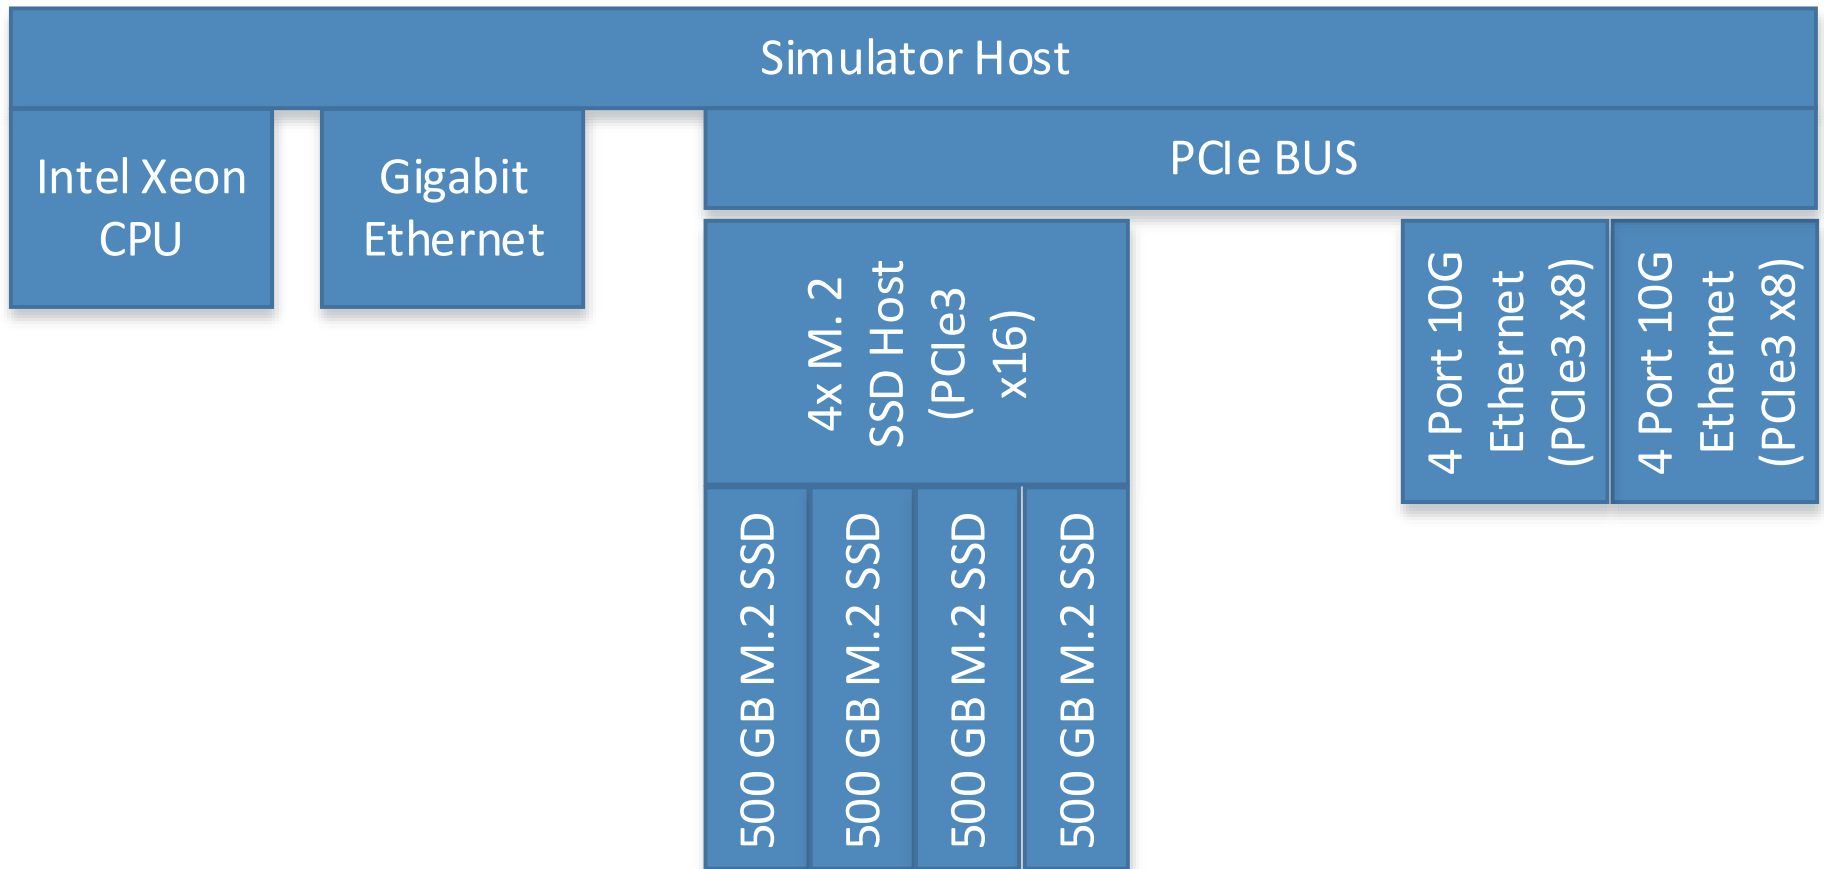 Simulator Host
Intel Xeon
CPU
Gigabit
Ethernet
PCIe BUS
4x M. 2
SSD Host
(PCIe3
x16)
4 Port 10G
Ethernet
(PCIe3 x8)
4 Port 10G
Ethernet
(PCIe3 x8)
500 GB M.2 SSD
500 GB M.2 SSD
500 GB M.2 SSD
500 GB M.2 SSD